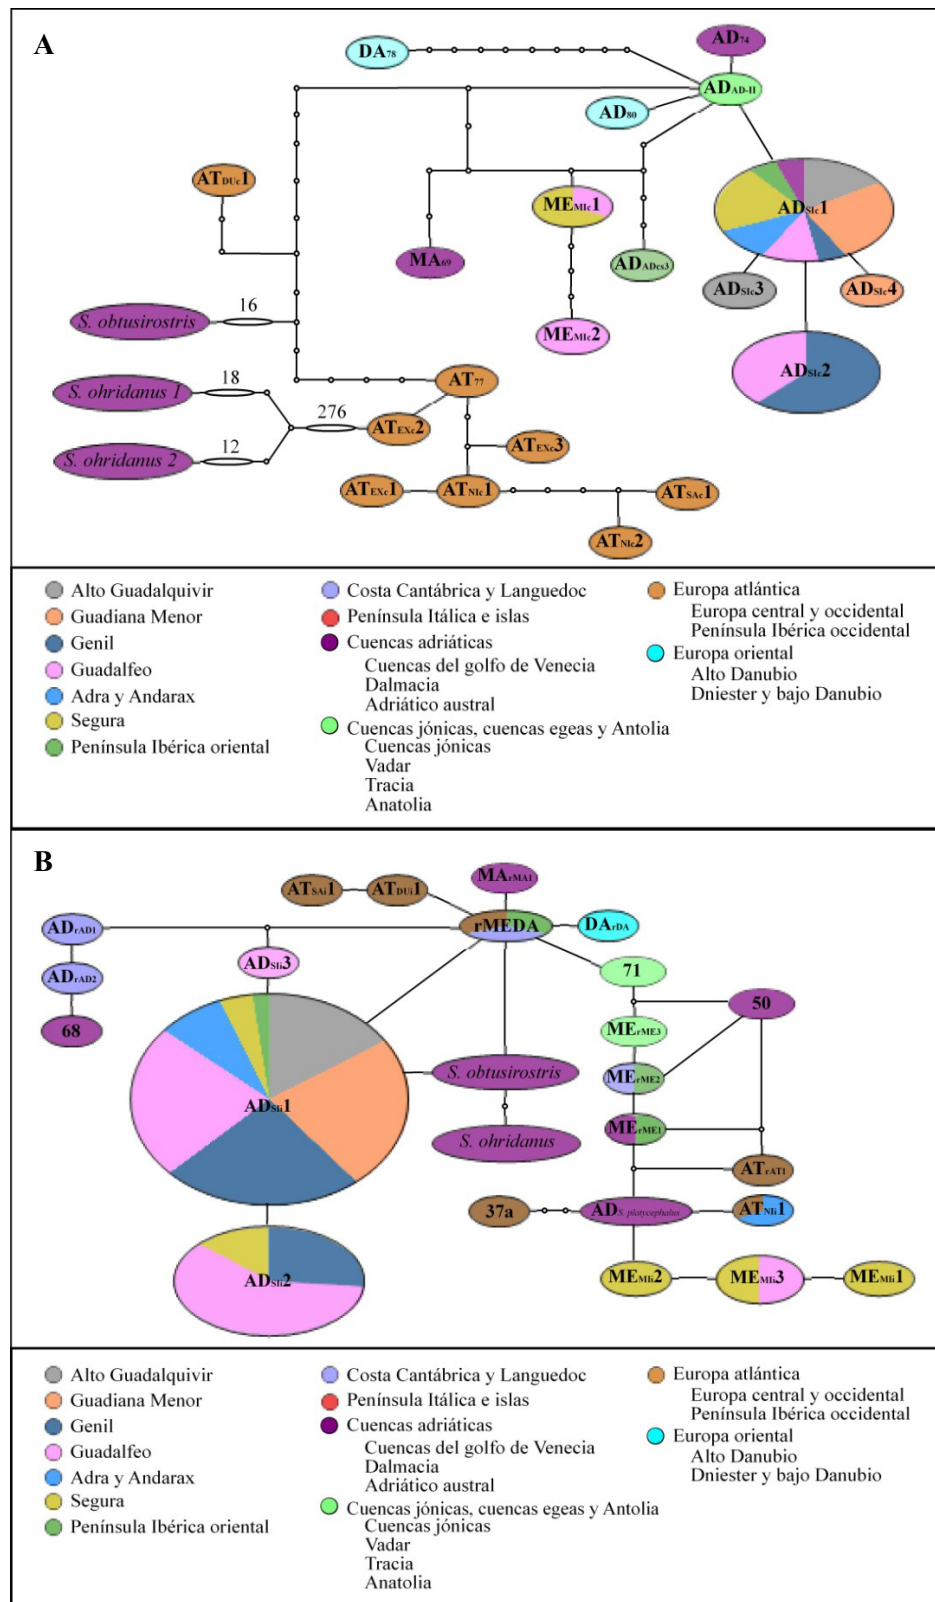 A
DA78
AD74
ADAD-II
AD80
ATDUc1
MEMIc1
ADSIc1
MA69
ADADcs3
ADSIc3
ADSIc4
16
S. obtusirostris
MEMIc2
ADSIc2
18
S. ohridanus 1
AT77
276
ATEXc2
12
S. ohridanus 2
ATEXc3
ATEXc1
ATNIc1
ATSAc1
ATNIc2
Alto Guadalquivir
Guadiana Menor
Genil
Guadalfeo
Adra y Andarax
Segura
Península Ibérica oriental
Costa Cantábrica y Languedoc
Península Itálica e islas
Cuencas adriáticas
Cuencas del golfo de Venecia
Dalmacia
Adriático austral
Cuencas jónicas, cuencas egeas y Antolia
Cuencas jónicas
Vadar
Tracia
Anatolia
Europa atlántica
Europa central y occidental
Península Ibérica occidental
Europa oriental
Alto Danubio
Dniester y bajo Danubio
B
MArMA1
ATSAi1
ATDUi1
ADrAD1
rMEDA
DArDA
ADSIi3
71
ADrAD2
50
68
MErME3
S. obtusirostris
MErME2
ADSIi1
MErME1
S. ohridanus
ATrAT1
37a
ADS. platycephalus
ATNIi1
ADSIi2
MEMIi2
MEMIi3
MEMIi1
Alto Guadalquivir
Guadiana Menor
Genil
Guadalfeo
Adra y Andarax
Segura
Península Ibérica oriental
Costa Cantábrica y Languedoc
Península Itálica e islas
Cuencas adriáticas
Cuencas del golfo de Venecia
Dalmacia
Adriático austral
Cuencas jónicas, cuencas egeas y Antolia
Cuencas jónicas
Vadar
Tracia
Anatolia
Europa atlántica
Europa central y occidental
Península Ibérica occidental
Europa oriental
Alto Danubio
Dniester y bajo Danubio